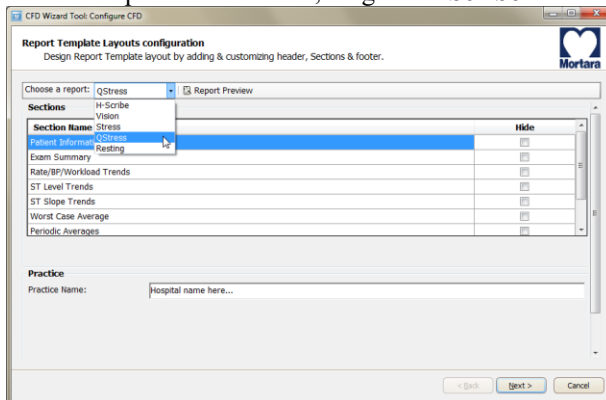 CFD Wizard Tool: Configure CFD
Report Template Layouts configuration
Design Report Template layout by adding & customizing header, Sections & footer.
Mortara
Choose a report: QStress Report Preview
H-Scribe
Vision
Stress
QStress
Resting
Sections
Section Name Hide
Patient Informati
Exam Summary
Rate/BP/Workload Trends
ST Level Trends
ST Slope Trends
Worst Case Average
Periodic Averages
Practice
Practice Name: Hospital name here...
< Back Next > Cancel